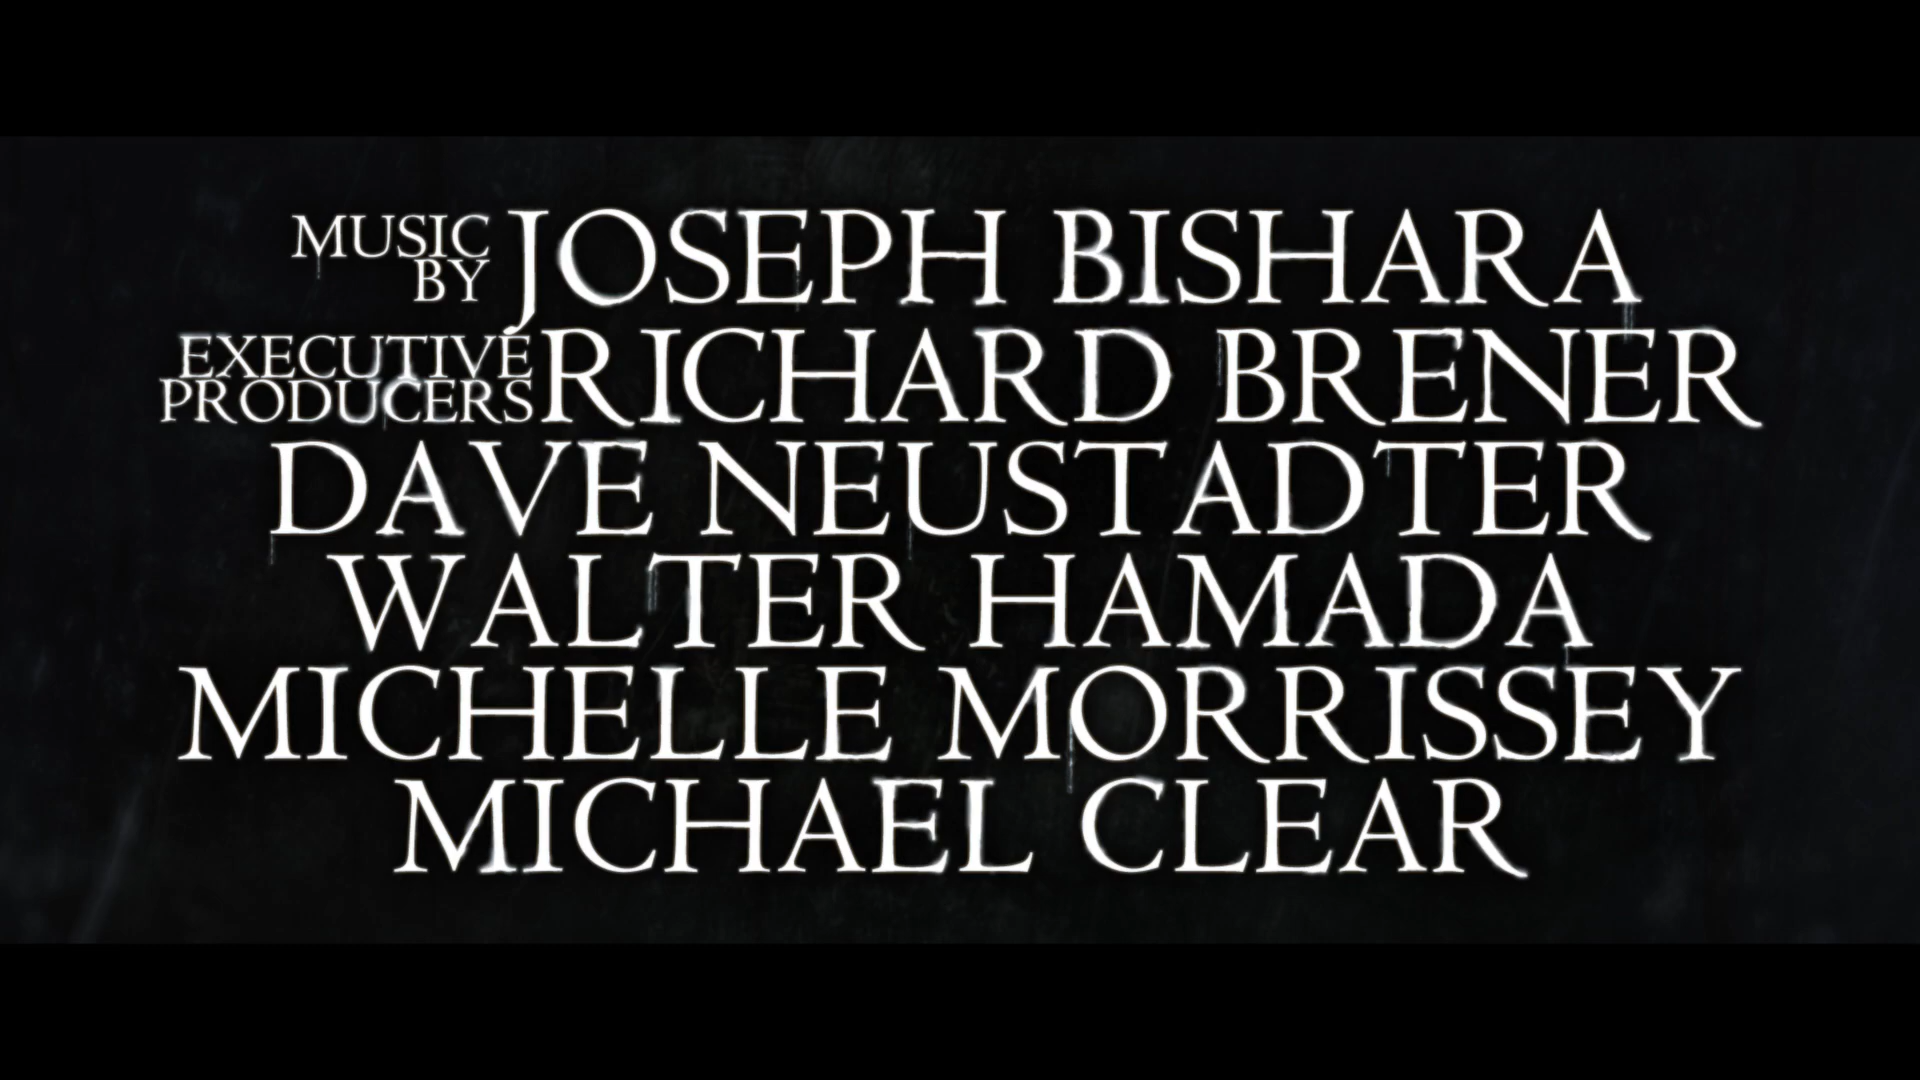 MUSIC BY JOSEPH BISHARA
EXECUTIVE PRODUCERS RICHARD BRENER
DAVE NEUSTADTER
WALTER HAMADA
MICHELLE MORRISSEY
MICHAEL CLEAR